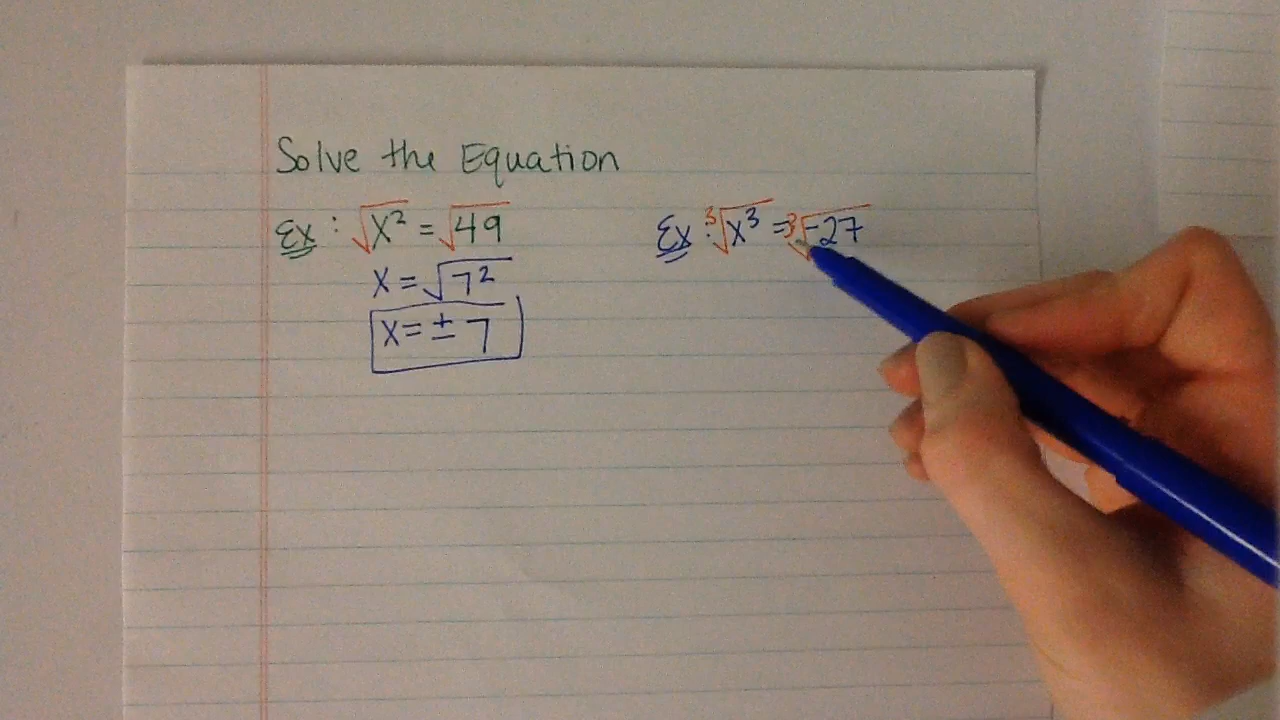 Solve the Equation
Ex: √x² = √49
x = √7²
x = ± 7
Ex: ∛x³ = ∛-27